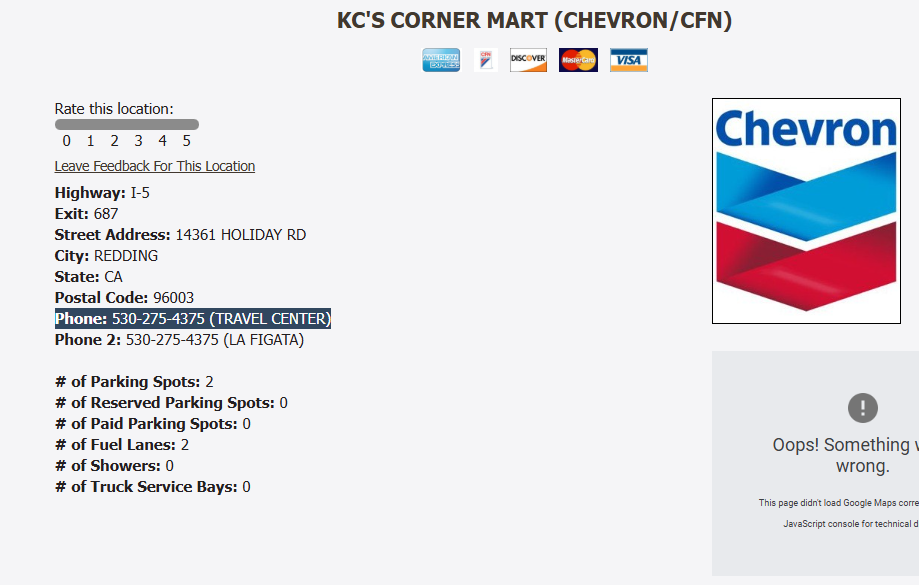 KC'S CORNER MART (CHEVRON/CFN)
AMERICAN EXPRESS CFN DISCOVER MasterCard VISA
Rate this location:
0 1 2 3 4 5
Leave Feedback For This Location
Highway: I-5
Exit: 687
Street Address: 14361 HOLIDAY RD
City: REDDING
State: CA
Postal Code: 96003
Phone: 530-275-4375 (TRAVEL CENTER)
Phone 2: 530-275-4375 (LA FIGATA)
# of Parking Spots: 2
# of Reserved Parking Spots: 0
# of Paid Parking Spots: 0
# of Fuel Lanes: 2
# of Showers: 0
# of Truck Service Bays: 0
Chevron
Oops! Something w
wrong.
This page didn't load Google Maps corre
JavaScript console for technical d